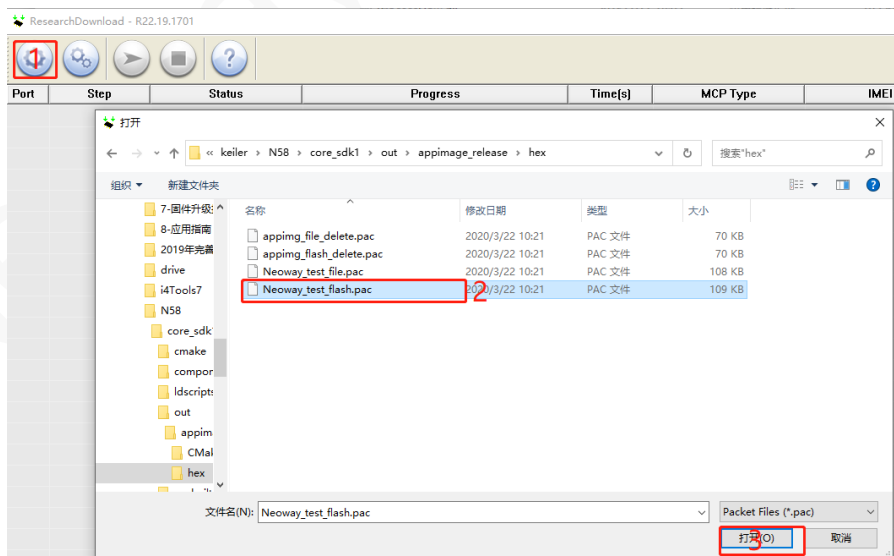 ResearchDownload - R22.19.1701
1
?
Port Step Status Progress Time(s) MCP Type IMEI
打开
« keiler › N58 › core_sdk1 › out › appimage_release › hex
搜索"hex"
组织 新建文件夹
7-固件升级
8-应用指南
2019年完善
drive
i4Tools7
N58
core_sdk
cmake
compor
ldscripts
out
appim
CMal
hex
名称 修改日期 类型 大小
appimg_file_delete.pac 2020/3/22 10:21 PAC 文件 70 KB
appimg_flash_delete.pac 2020/3/22 10:21 PAC 文件 70 KB
Neoway_test_file.pac 2020/3/22 10:21 PAC 文件 108 KB
Neoway_test_flash.pac 2020/3/22 10:21 PAC 文件 109 KB
2
文件名(N): Neoway_test_flash.pac Packet Files (*.pac)
打开(O) 取消
3